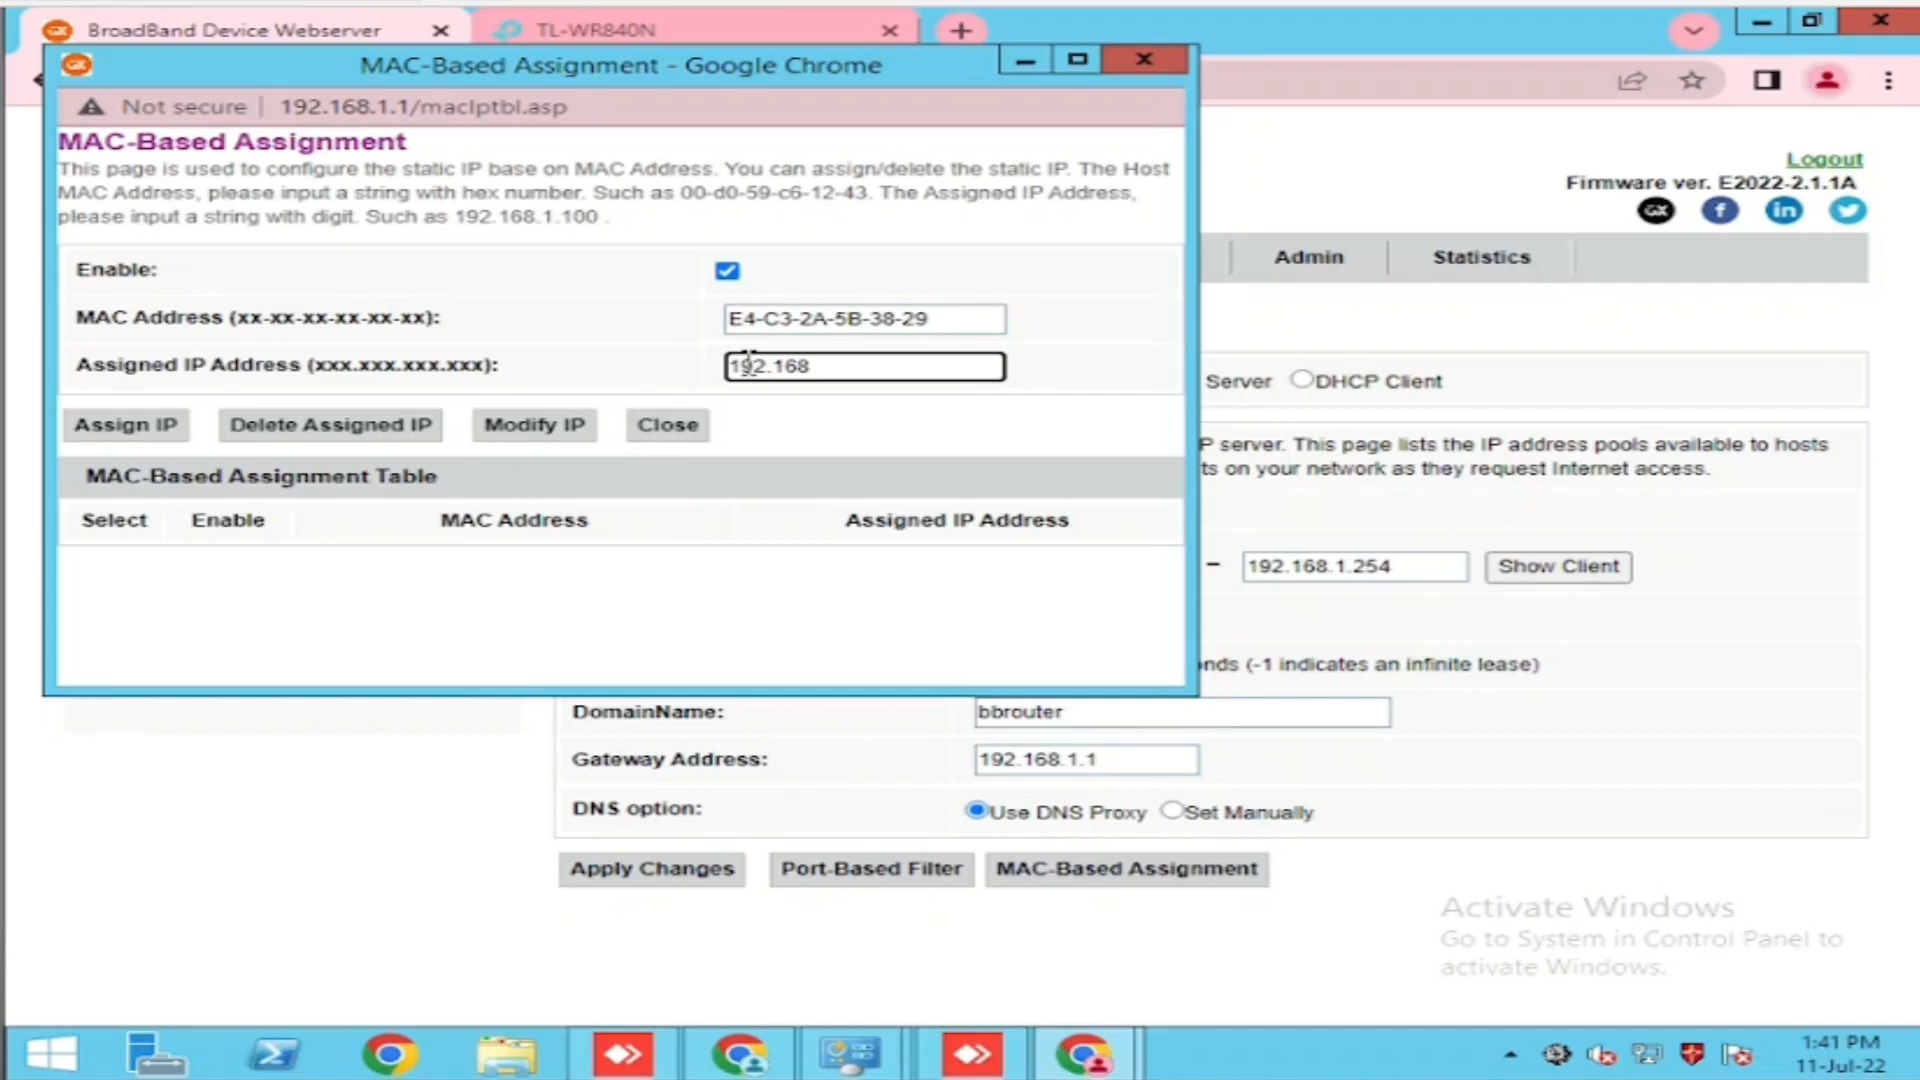 BroadBand Device Webserver
TL-WR840N
MAC-Based Assignment - Google Chrome
Not secure | 192.168.1.1/macIptbl.asp
MAC-Based Assignment
This page is used to configure the static IP base on MAC Address. You can assign/delete the static IP. The Host
MAC Address, please input a string with hex number. Such as 00-d0-59-c6-12-43. The Assigned IP Address,
please input a string with digit. Such as 192.168.1.100 .
Enable:
MAC Address (xx-xx-xx-xx-xx-xx): E4-C3-2A-5B-38-29
Assigned IP Address (xxx.xxx.xxx.xxx): 192.168
Assign IP Delete Assigned IP Modify IP Close
MAC-Based Assignment Table
Select Enable MAC Address Assigned IP Address
Logout
Firmware ver. E2022-2.1.1A
GX
Admin Statistics
Server DHCP Client
P server. This page lists the IP address pools available to hosts
ts on your network as they request Internet access.
- 192.168.1.254 Show Client
nds (-1 indicates an infinite lease)
DomainName: bbrouter
Gateway Address: 192.168.1.1
DNS option: Use DNS Proxy Set Manually
Apply Changes Port-Based Filter MAC-Based Assignment
Activate Windows
Go to System in Control Panel to
activate Windows.
1:41 PM
11-Jul-22